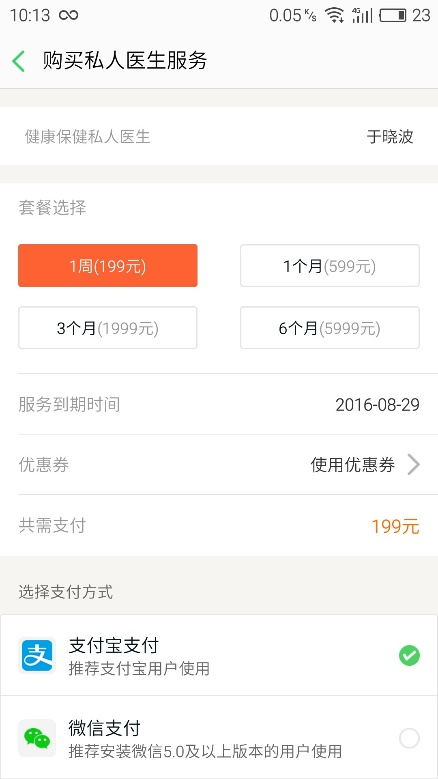 10:13 0.05 K/s 4G 23
购买私人医生服务
健康保健私人医生 于晓波
套餐选择
1周(199元) 1个月(599元)
3个月(1999元) 6个月(5999元)
服务到期时间 2016-08-29
优惠券 使用优惠券
共需支付 199元
选择支付方式
支 支付宝支付
推荐支付宝用户使用
微信支付
推荐安装微信5.0及以上版本的用户使用